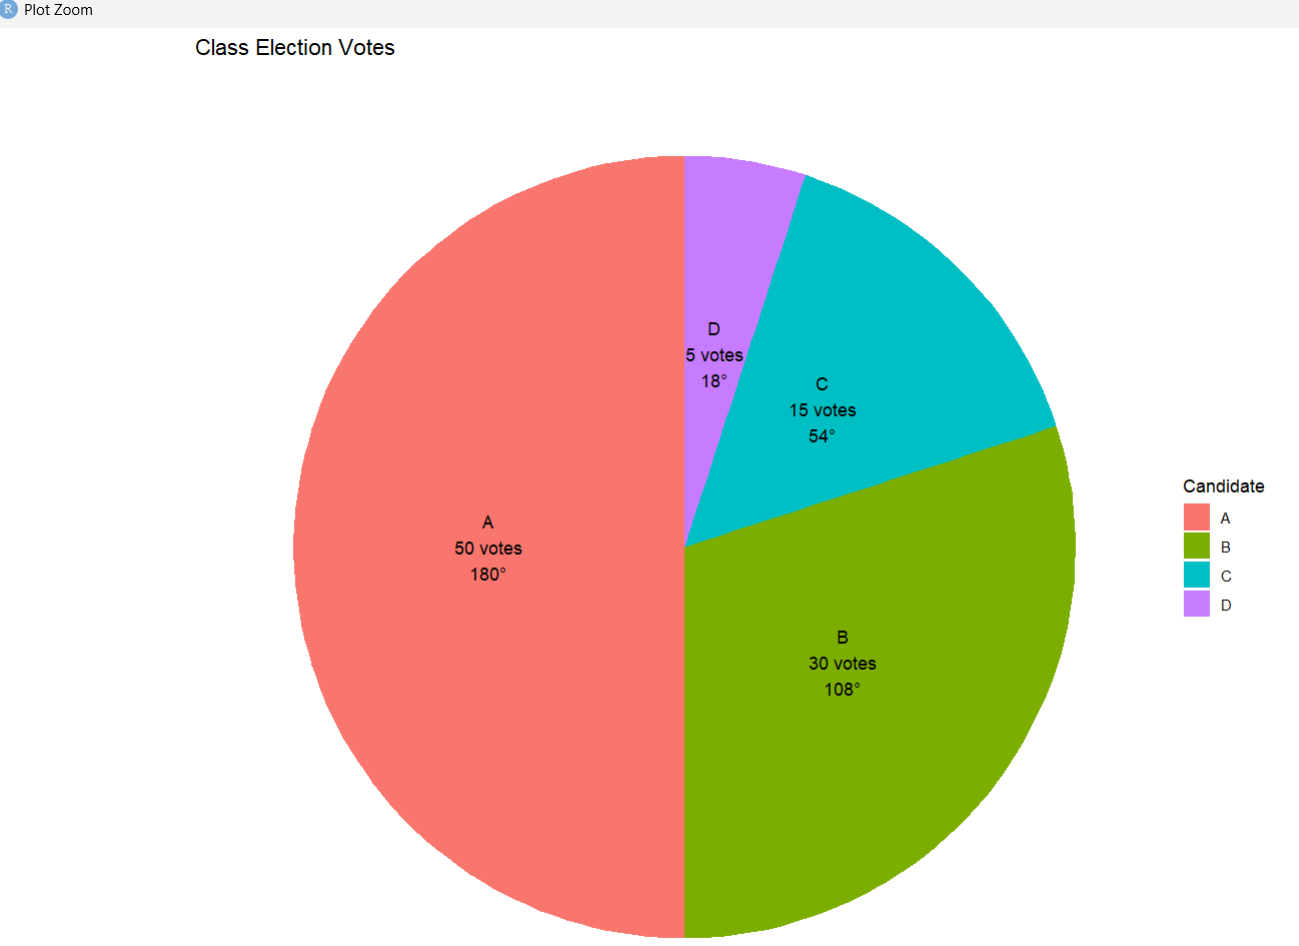 R Plot Zoom
Class Election Votes
D
5 votes
18°
C
15 votes
54°
A
50 votes
180°
B
30 votes
108°
Candidate
A
B
C
D